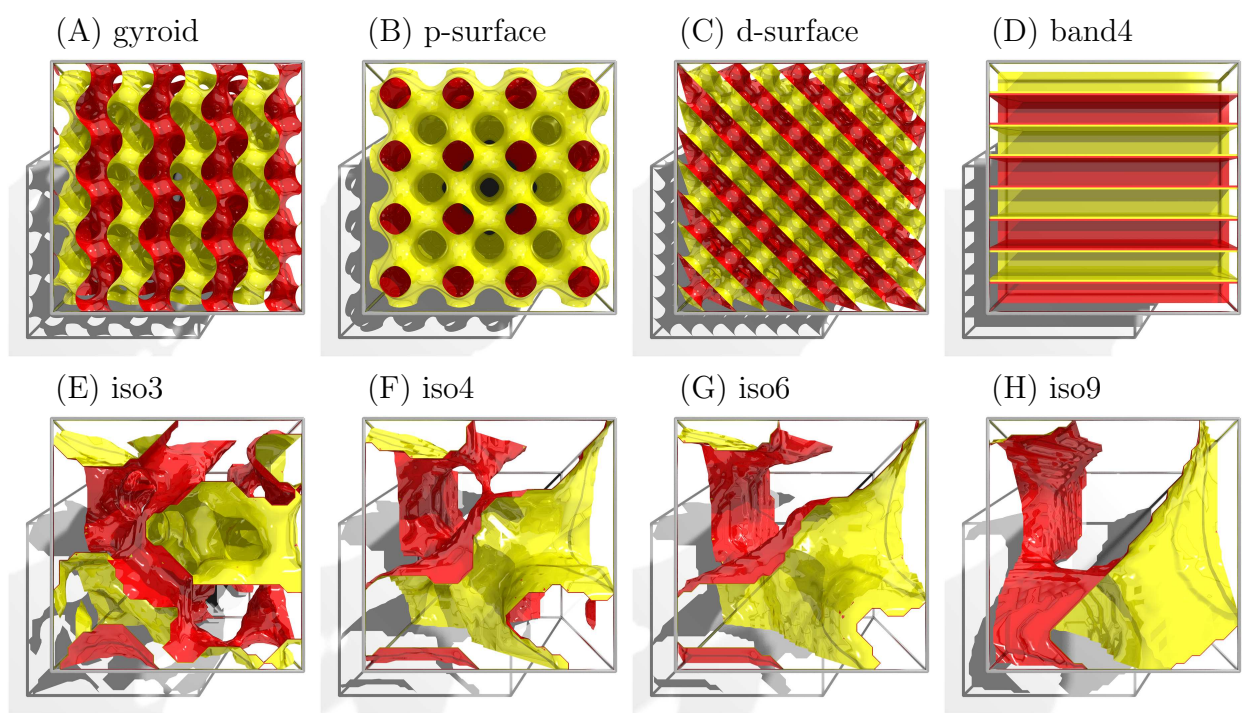 (A) gyroid
(B) p-surface
(C) d-surface
(D) band4
(E) iso3
(F) iso4
(G) iso6
(H) iso9